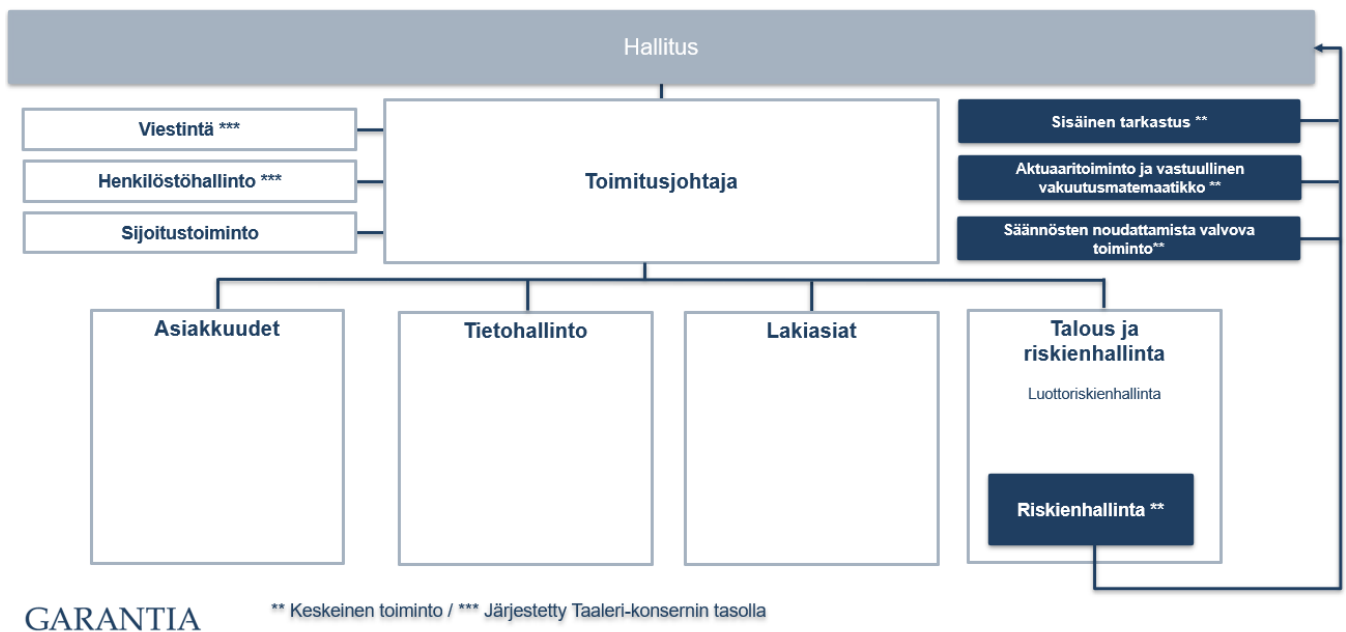 Hallitus
Viestintä ***
Henkilöstöhallinto ***
Sijoitustoiminto
Toimitusjohtaja
Sisäinen tarkastus **
Aktuaaritoiminto ja vastuullinen
vakuutusmatemaatikko **
Säännösten noudattamista valvova
toiminto**
Asiakkuudet
Tietohallinto
Lakiasiat
Talous ja
riskienhallinta
Luottoriskienhallinta
Riskienhallinta **
GARANTIA
** Keskeinen toiminto / *** Järjestetty Taaleri-konsernin tasolla